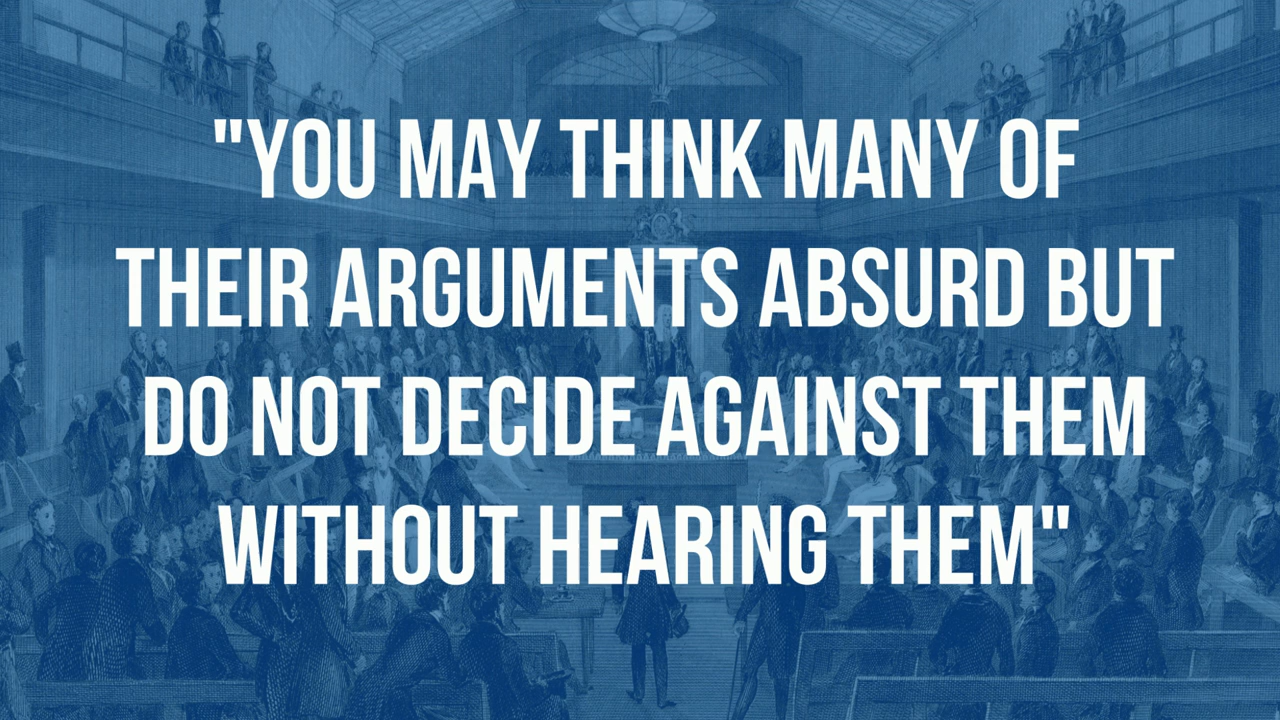 "YOU MAY THINK MANY OF
THEIR ARGUMENTS ABSURD BUT
DO NOT DECIDE AGAINST THEM
WITHOUT HEARING THEM"